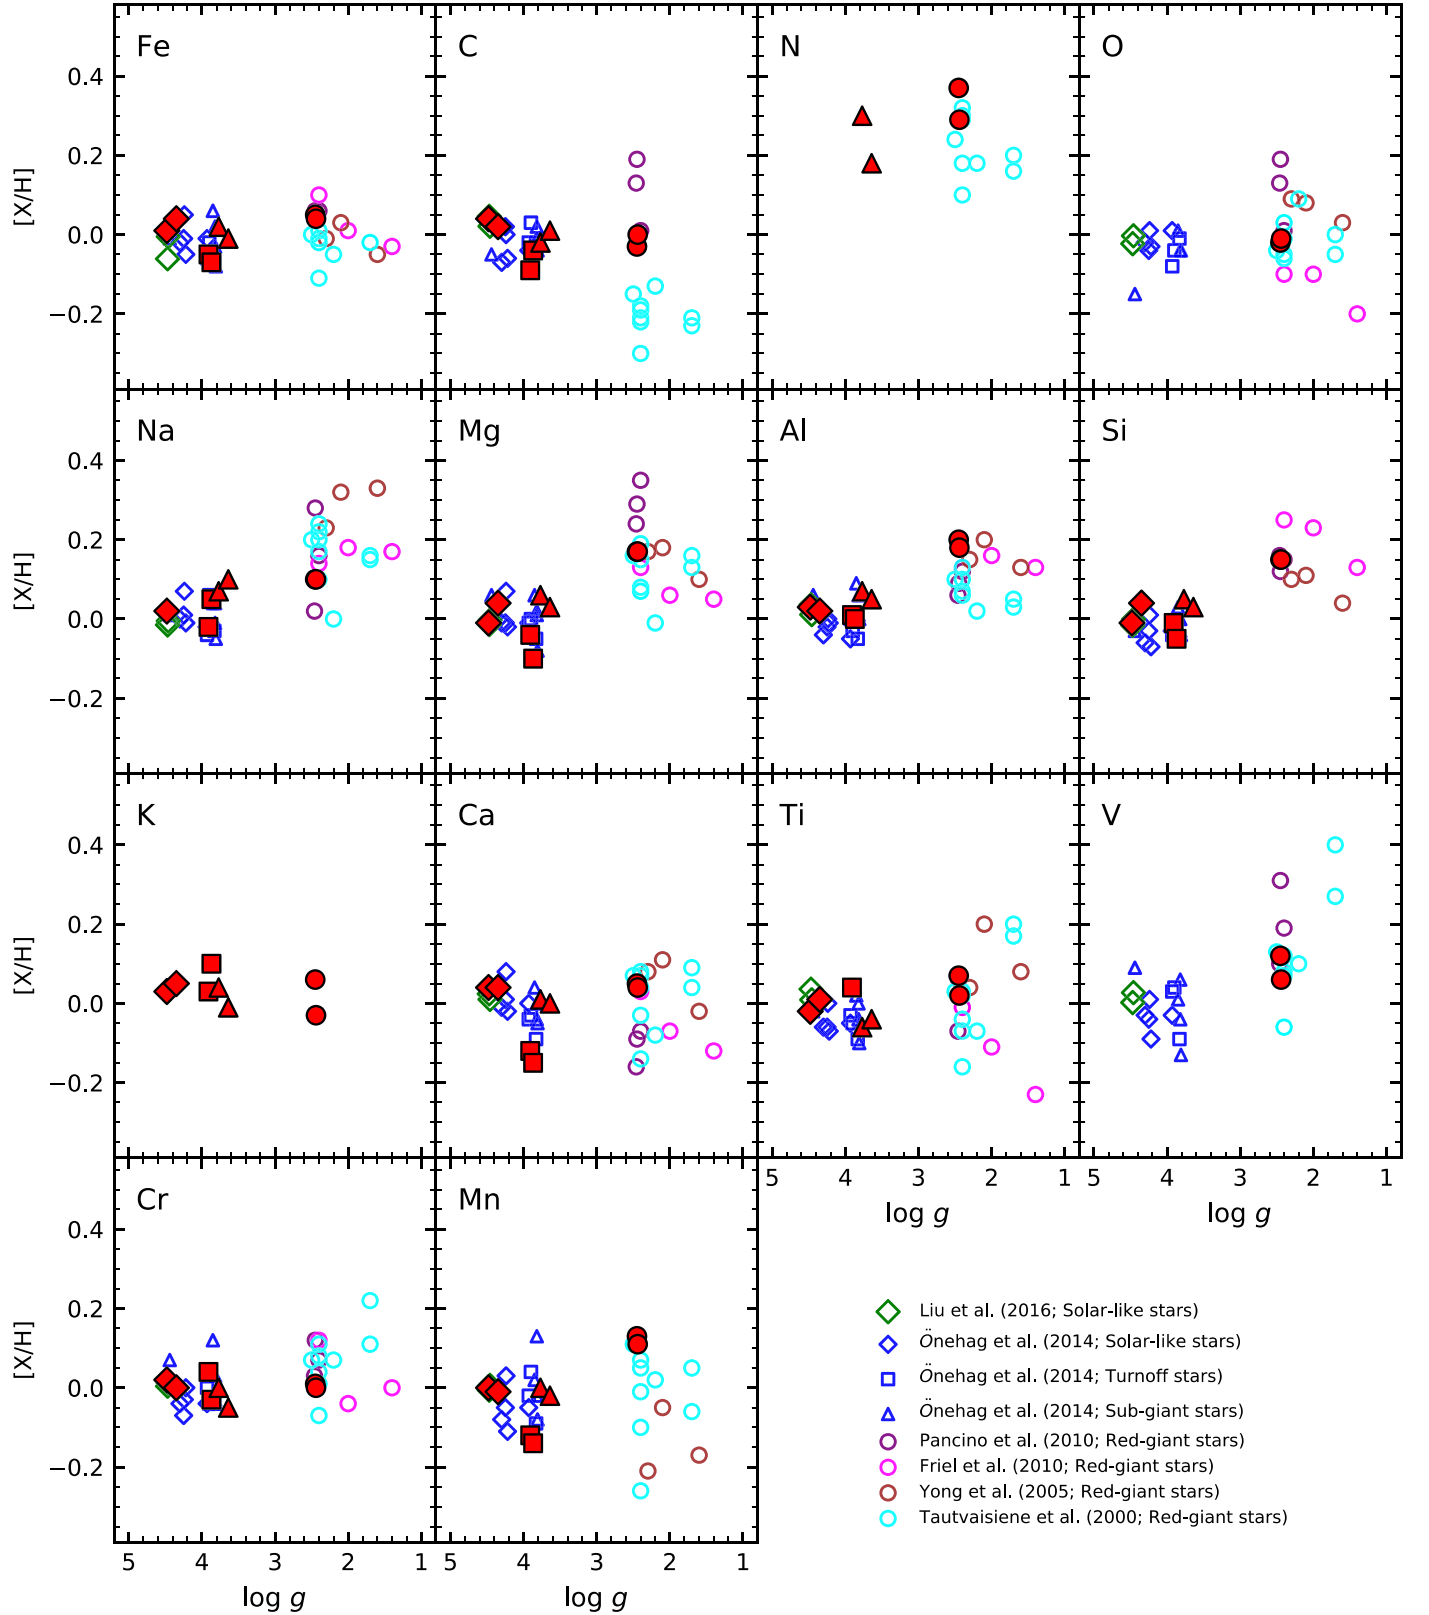 Fe C N O
0.4
0.2
0.0
−0.2
[X/H]
Na Mg Al Si
0.4
0.2
0.0
−0.2
[X/H]
K Ca Ti V
0.4
0.2
0.0
−0.2
[X/H]
5 4 3 2 1 5 4 3 2 1
log g log g
Cr Mn
0.4
0.2
0.0
−0.2
[X/H]
5 4 3 2 1 5 4 3 2 1
log g log g
Liu et al. (2016; Solar-like stars)
Önehag et al. (2014; Solar-like stars)
Önehag et al. (2014; Turnoff stars)
Önehag et al. (2014; Sub-giant stars)
Pancino et al. (2010; Red-giant stars)
Friel et al. (2010; Red-giant stars)
Yong et al. (2005; Red-giant stars)
Tautvaisiene et al. (2000; Red-giant stars)